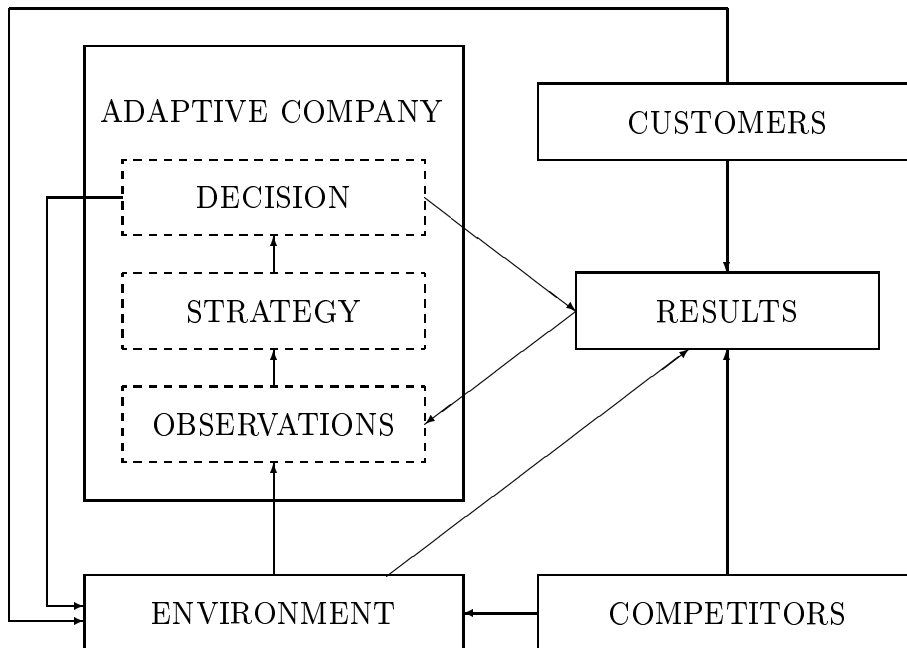 ADAPTIVE COMPANY
CUSTOMERS
DECISION
STRATEGY
RESULTS
OBSERVATIONS
ENVIRONMENT
COMPETITORS